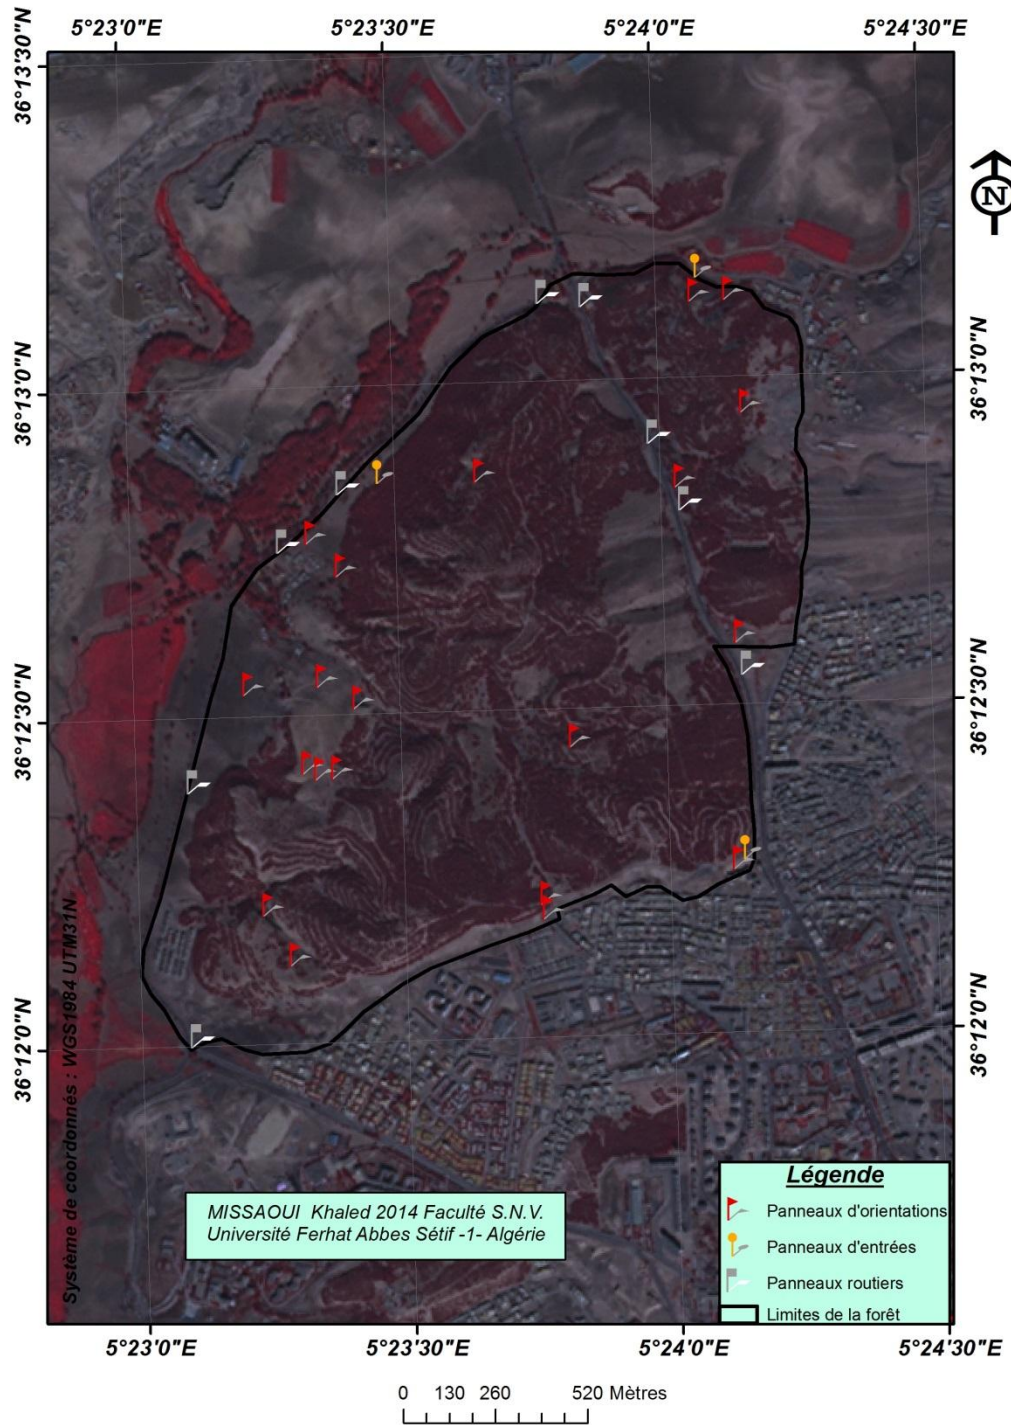 5°23'0"E 5°23'30"E 5°24'0"E 5°24'30"E
36°13'30"N
N
36°13'0"N
36°13'0"N
36°12'30"N
36°12'30"N
36°12'0"N
36°12'0"N
Système de coordonnés : WGS1984 UTM31N
MISSAOUI Khaled 2014 Faculté S.N.V.
Université Ferhat Abbes Sétif -1- Algérie
Légende
Panneaux d'orientations
Panneaux d'entrées
Panneaux routiers
Limites de la forêt
5°23'0"E 5°23'30"E 5°24'0"E 5°24'30"E
0 130 260 520 Mètres